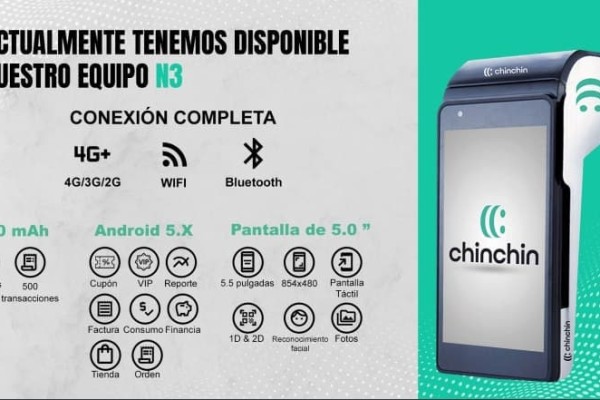 CTUALMENTE TENEMOS DISPONIBLE
UESTRO EQUIPO N3
CONEXIÓN COMPLETA
4G+
4G/3G/2G
WIFI
Bluetooth
0 mAh
500
transacciones
Android 5.X
Cupón
VIP
VIP
Reporte
Factura
Consumo
Financia
Tienda
Orden
Pantalla de 5.0 ”
5.5 pulgadas
854x480
Pantalla
Táctil
1D & 2D
Reconocimiento
facial
Fotos
chinchin
chinchin
chinchin